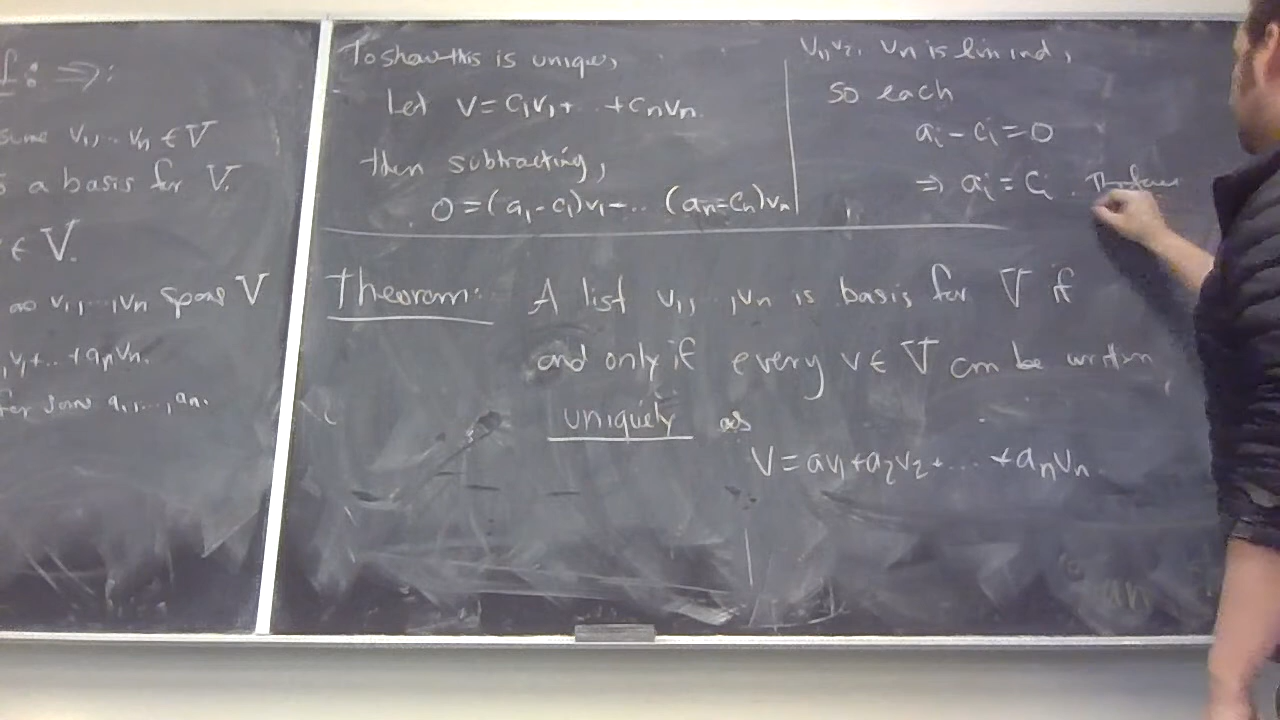 f: ⇒:
sume v₁,.. vₙ ∈ V
a basis for V.
∈ V.
as v₁,...,vₙ spans V
v₁+.. +aₙvₙ.
for some a₁,...,aₙ.
To show this is unique,
Let v=c₁v₁+ .. +cₙvₙ.
then subtracting,
0=(a₁-c₁)v₁-... (aₙ-cₙ)vₙ
v₁,v₂. vₙ is lin ind,
so each
aᵢ-cᵢ=0
⇒ aᵢ=cᵢ. Therefore
Theorem: A list v₁, ,vₙ is basis for V if
and only if every v∈V can be written
uniquely as
V=av₁+a₂v₂+... +aₙvₙ